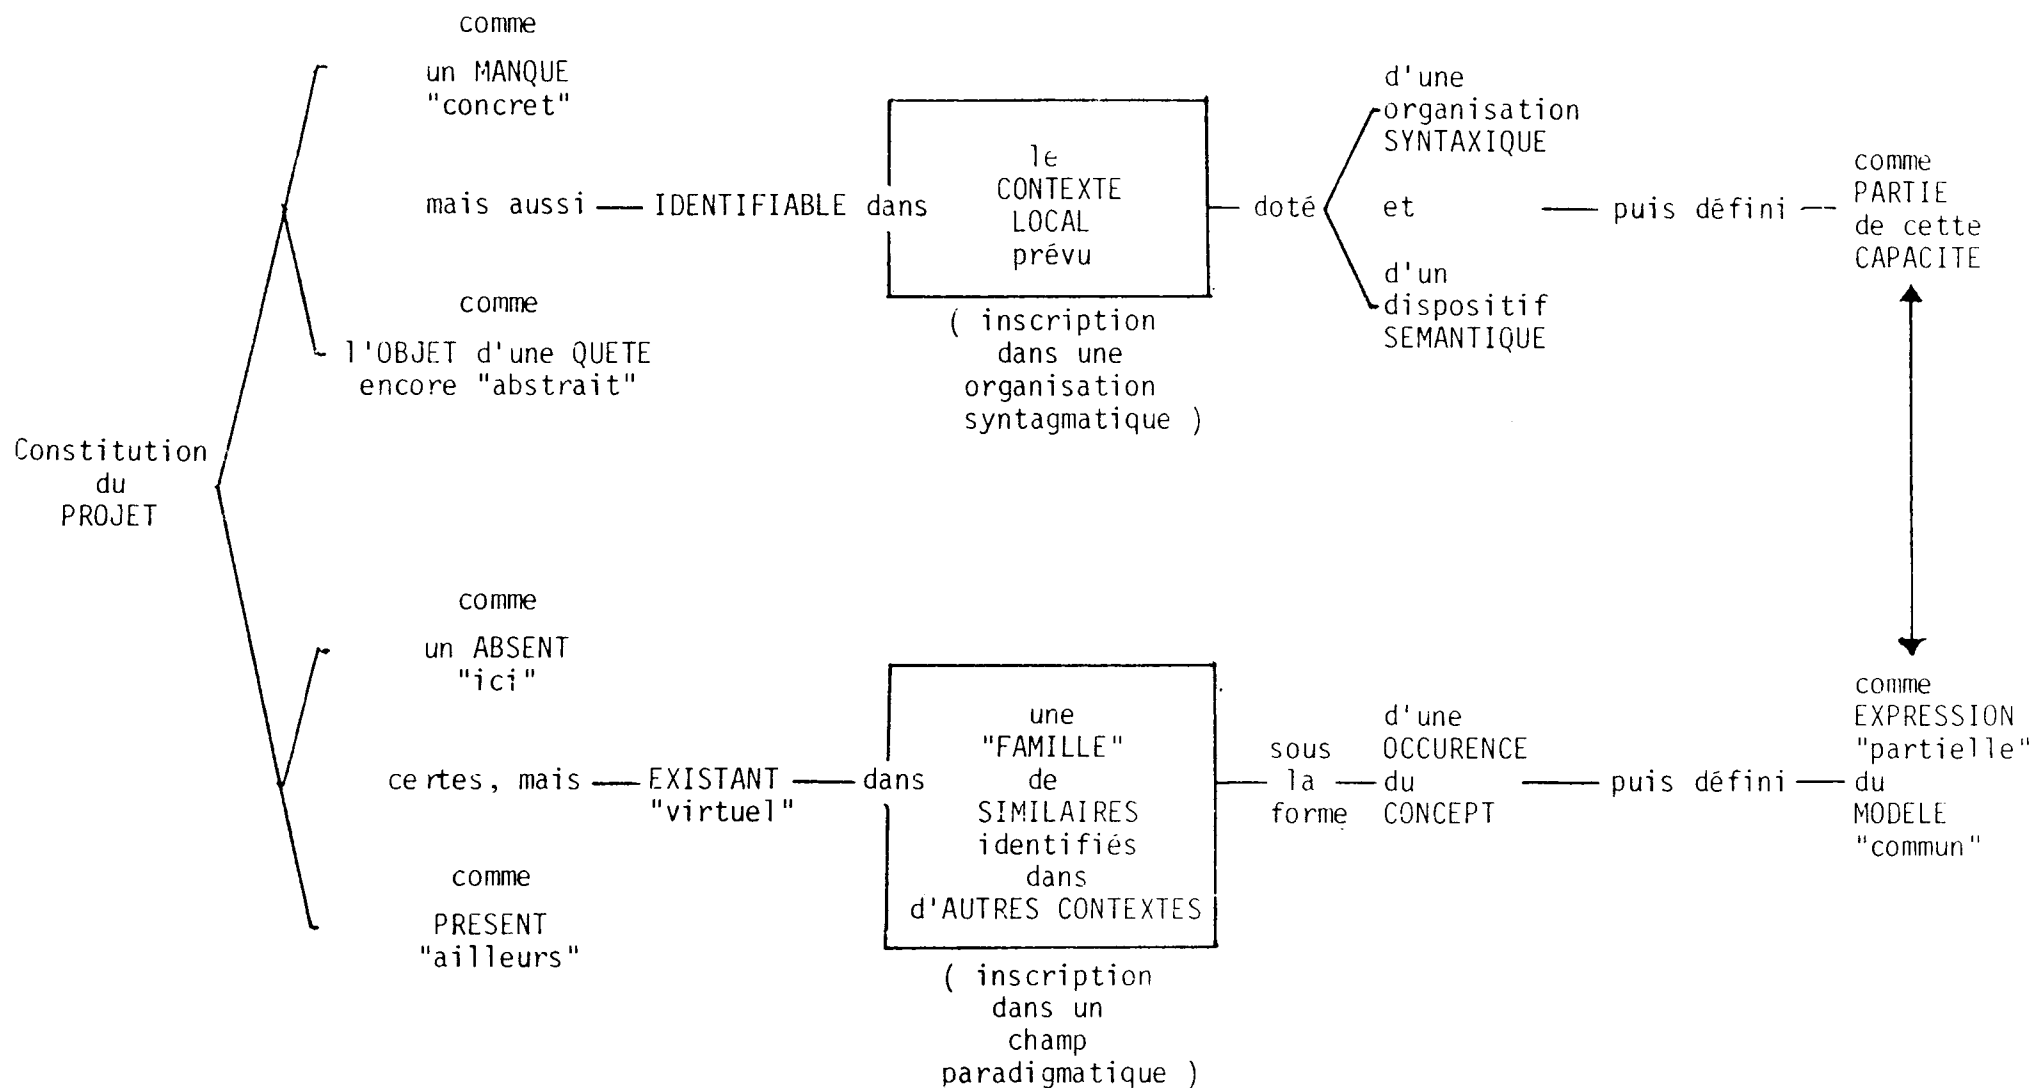 Constitution
du
PROJET
comme
un MANQUE
"concret"
mais aussi
comme
l'OBJET d'une QUETE
encore "abstrait"
IDENTIFIABLE dans
le
CONTEXTE
LOCAL
prévu
( inscription
dans une
organisation
syntagmatique )
doté
d'une
organisation
SYNTAXIQUE
et
d'un
dispositif
SEMANTIQUE
puis défini
comme
PARTIE
de cette
CAPACITE
comme
un ABSENT
"ici"
certes, mais
comme
PRESENT
"ailleurs"
EXISTANT
"virtuel"
dans
une
"FAMILLE"
de
SIMILAIRES
identifiés
dans
d'AUTRES CONTEXTES
( inscription
dans un
champ
paradigmatique )
sous
la
forme
d'une
OCCURENCE
du
CONCEPT
puis défini
comme
EXPRESSION
"partielle"
du
MODELE
"commun"